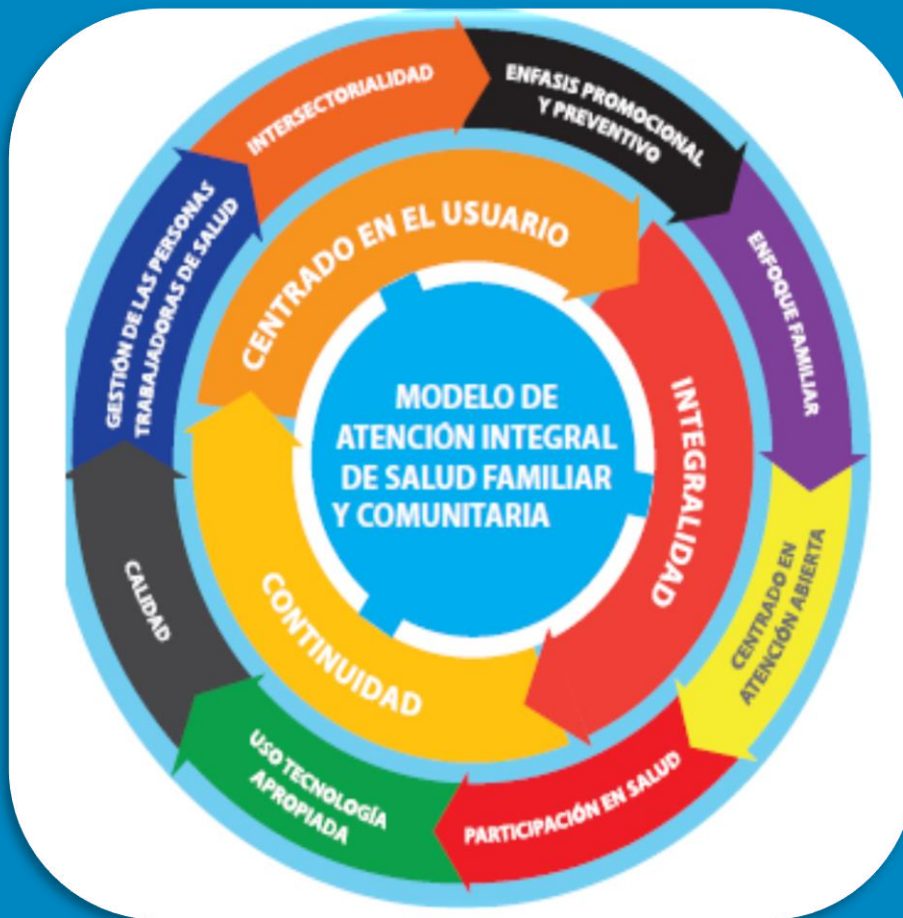 MODELO DE
ATENCIÓN INTEGRAL
DE SALUD FAMILIAR
Y COMUNITARIA
CENTRADO EN EL USUARIO
INTEGRALIDAD
CONTINUIDAD
INTERSECTORIALIDAD
ENFASIS PROMOCIONAL
Y PREVENTIVO
ENFOQUE FAMILIAR
CENTRADO EN
ATENCIÓN ABIERTA
PARTICIPACIÓN EN SALUD
USO TECNOLOGÍA
APROPIADA
CALIDAD
GESTIÓN DE LAS PERSONAS
TRABAJADORAS DE SALUD